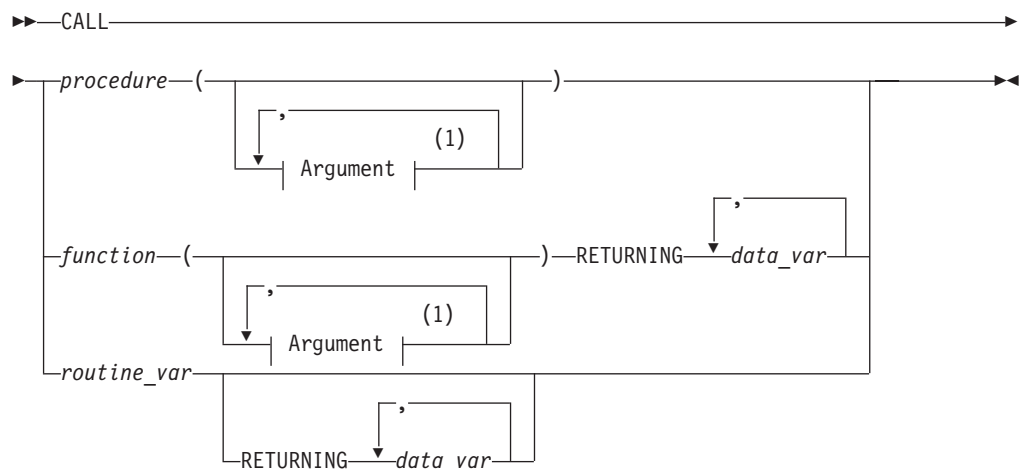 CALL
procedure ( )
,
(1)
Argument
,
function ( ) RETURNING data_var
,
(1)
Argument
routine_var
,
RETURNING data_var